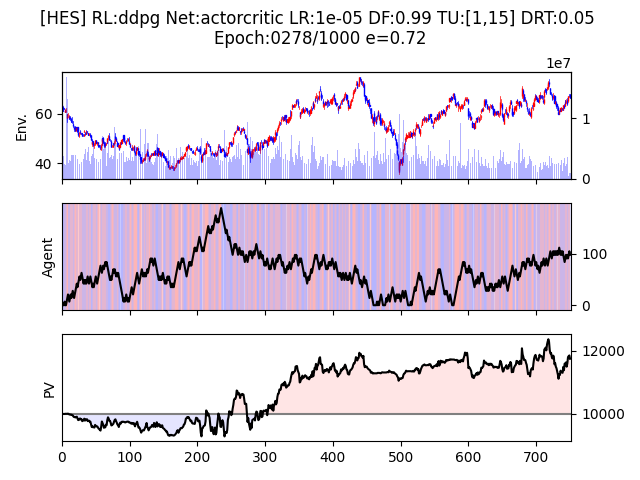 [HES] RL:ddpg Net:actorcritic LR:1e-05 DF:0.99 TU:[1,15] DRT:0.05
Epoch:0278/1000 e=0.72
1e7
Env.
60
40
1
0
Agent
100
0
PV
12000
10000
0 100 200 300 400 500 600 700